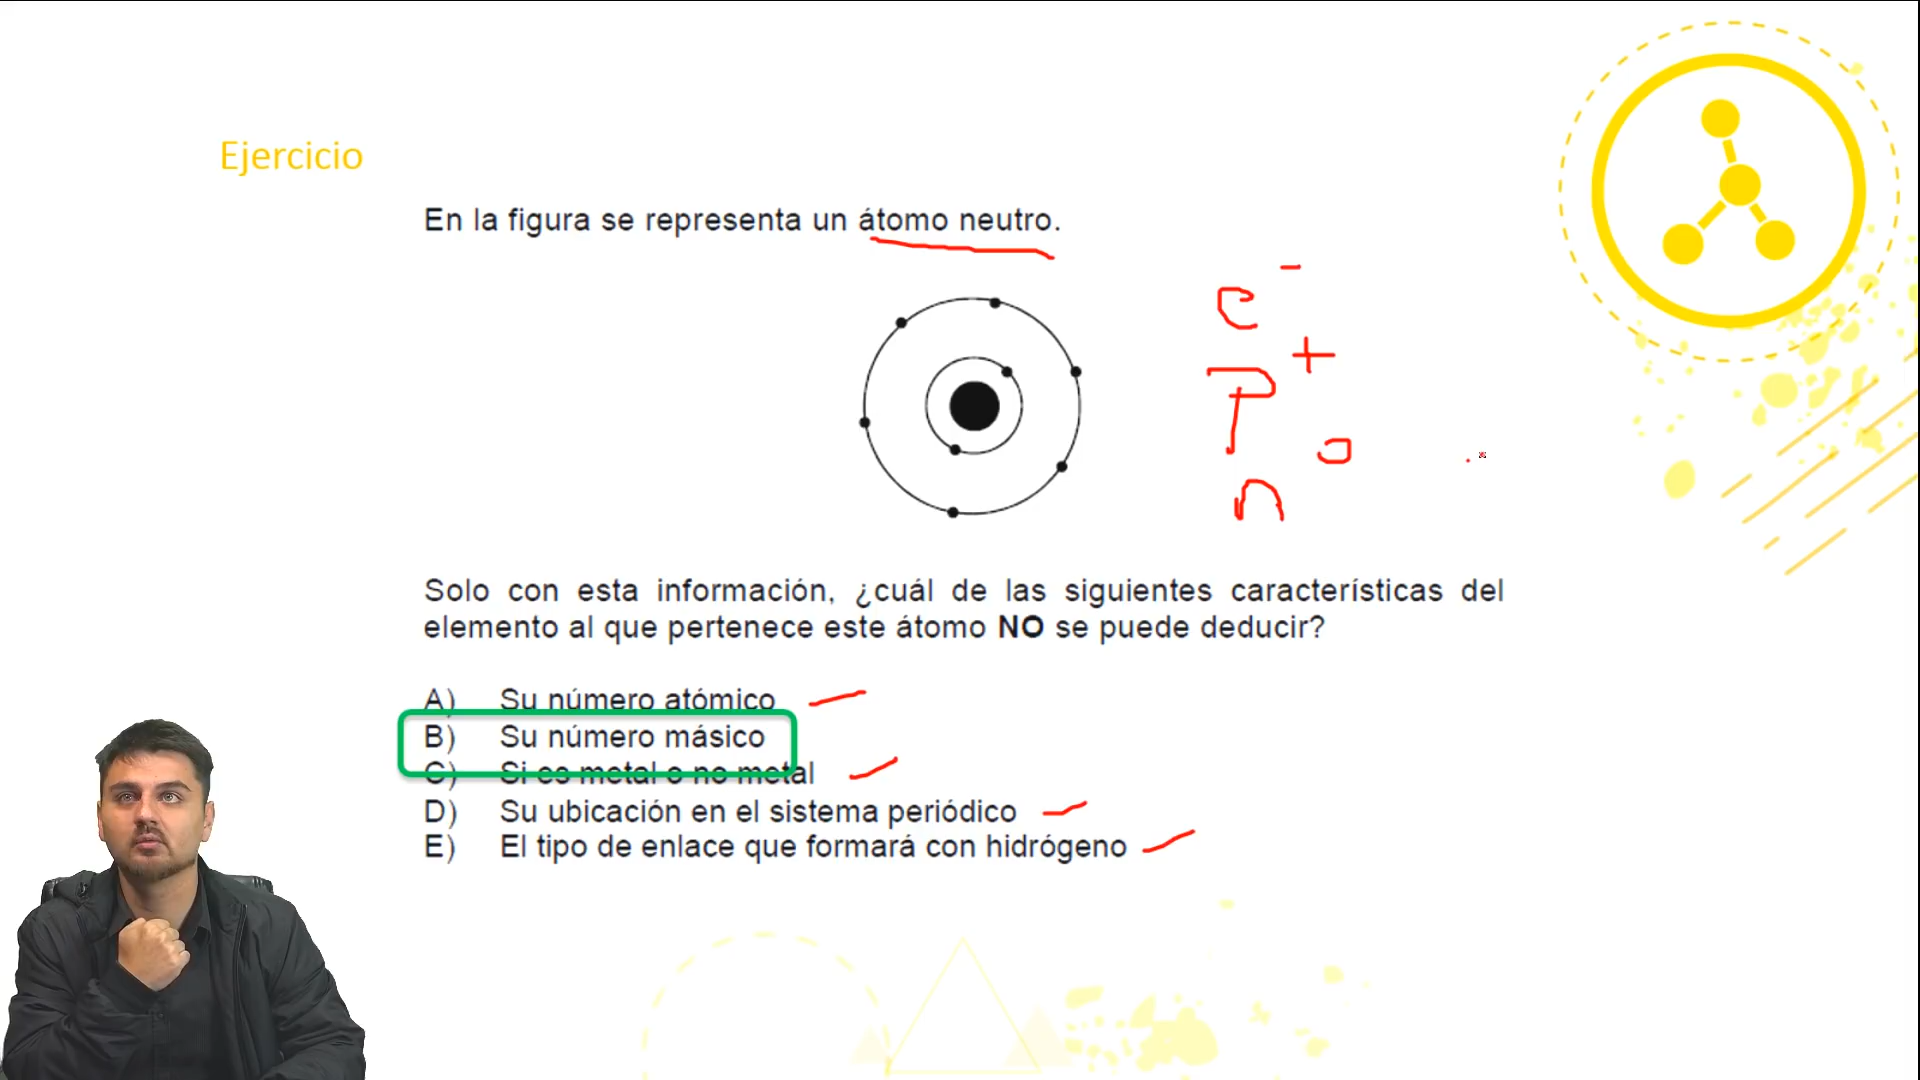 Ejercicio
En la figura se representa un átomo neutro.
e⁻
P⁺
n⁰
Solo con esta información, ¿cuál de las siguientes características del
elemento al que pertenece este átomo NO se puede deducir?
A) Su número atómico
B) Su número másico
C) Si es metal o no metal
D) Su ubicación en el sistema periódico
E) El tipo de enlace que formará con hidrógeno